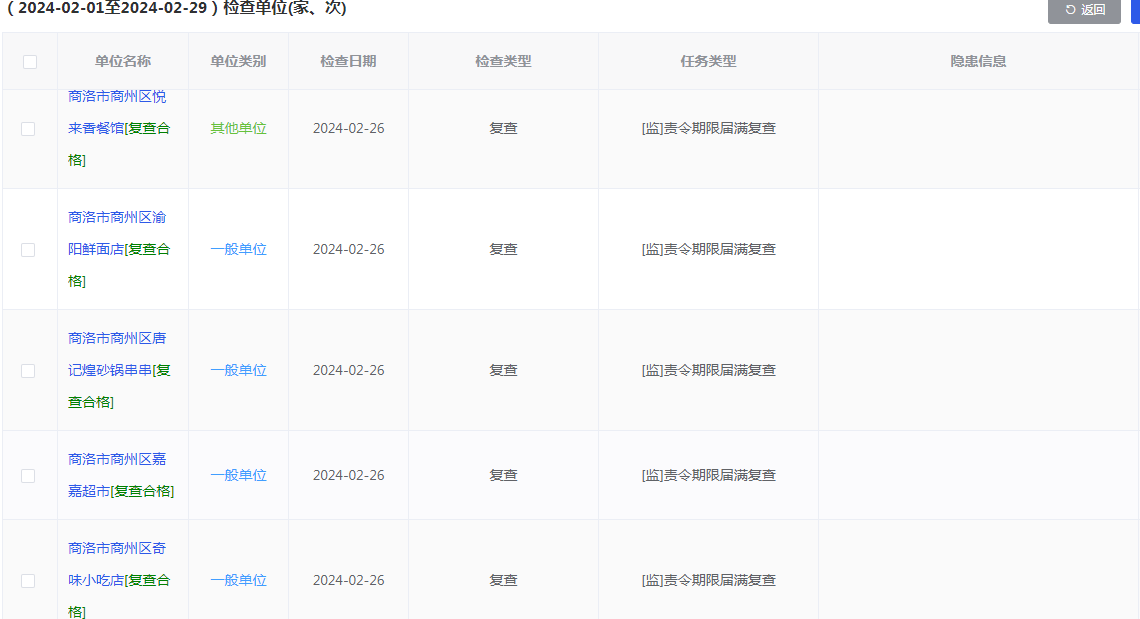 （2024-02-01至2024-02-29）检查单位(家、次)
返回
单位名称 单位类别 检查日期 检查类型 任务类型 隐患信息
商洛市商州区悦
来香餐馆[复查合
格]
其他单位 2024-02-26 复查 [监]责令期限届满复查
商洛市商州区渝
阳鲜面店[复查合
格]
一般单位 2024-02-26 复查 [监]责令期限届满复查
商洛市商州区唐
记煌砂锅串串[复
查合格]
一般单位 2024-02-26 复查 [监]责令期限届满复查
商洛市商州区嘉
嘉超市[复查合格]
一般单位 2024-02-26 复查 [监]责令期限届满复查
商洛市商州区奇
味小吃店[复查合
格]
一般单位 2024-02-26 复查 [监]责令期限届满复查